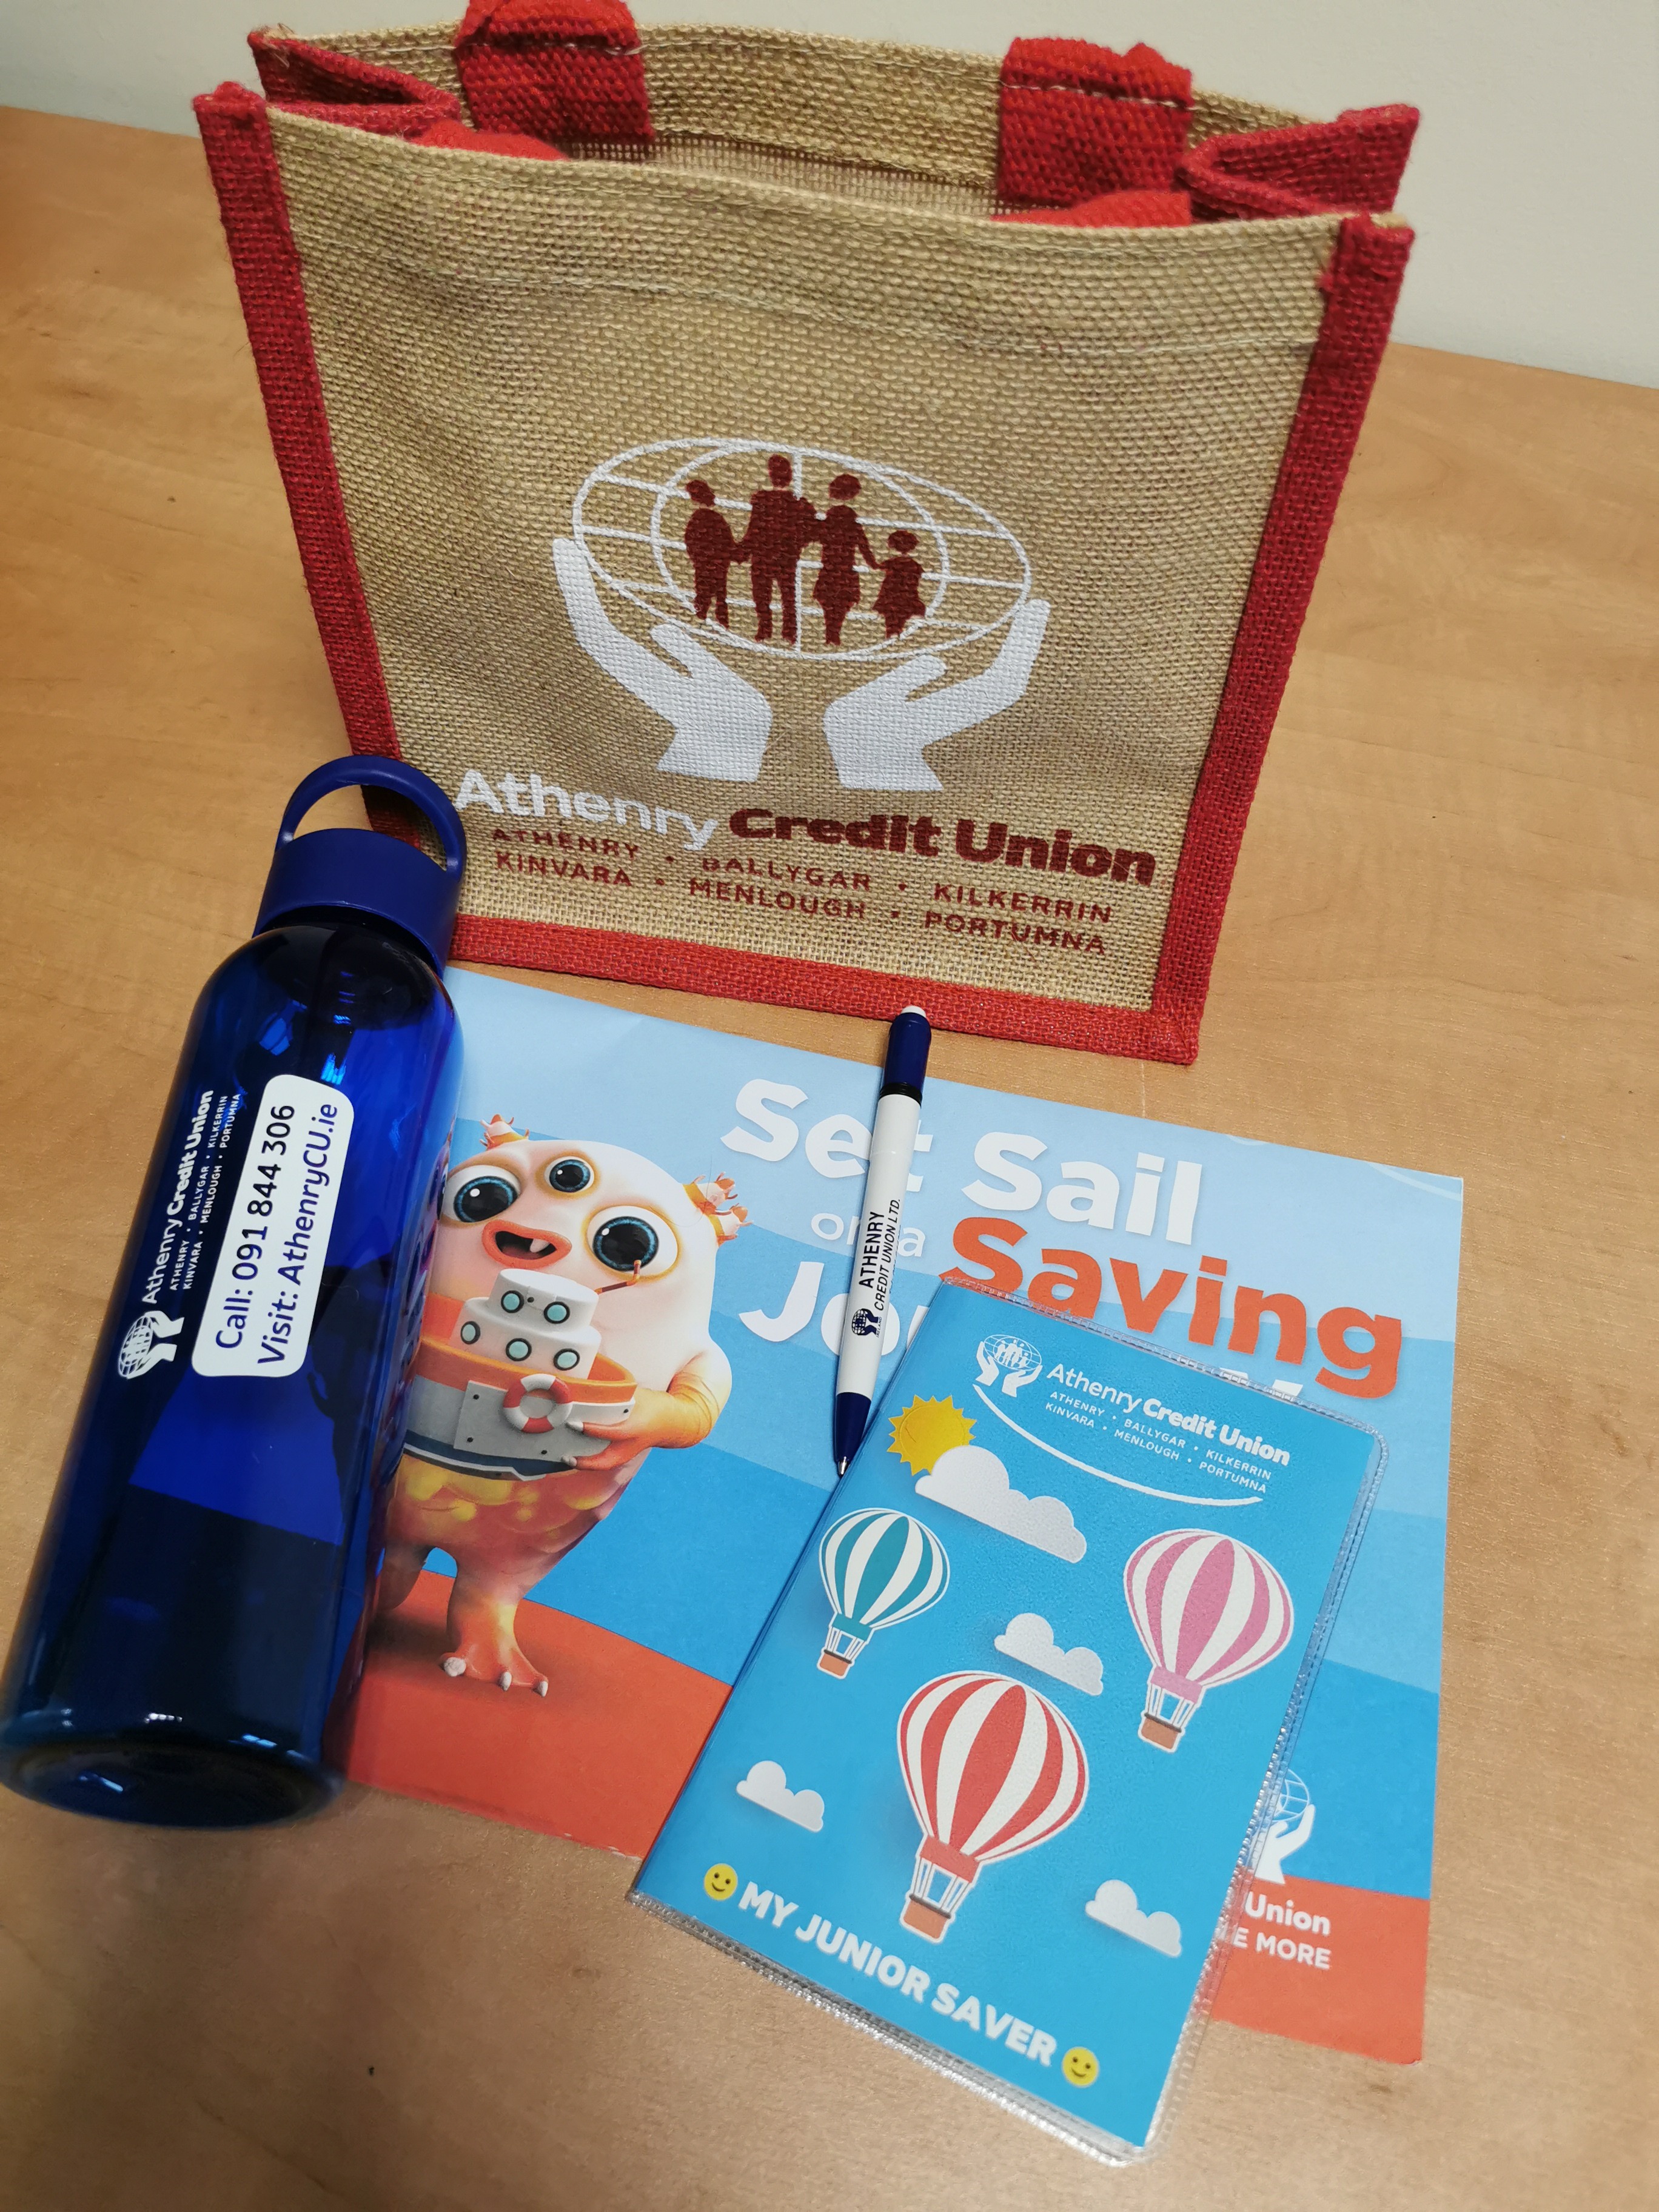 Athenry Credit Union
ATHENRY • BALLYGAR • KILKERRIN
KINVARA • MENLOUGH • PORTUMNA
Athenry Credit Union
ATHENRY • BALLYGAR • KILKERRIN
KINVARA • MENLOUGH • PORTUMNA
Call: 091 844 306
Visit: AthenryCU.ie
Set Sail
on a Saving
ATHENRY
CREDIT UNION LTD.
Athenry Credit Union
ATHENRY • BALLYGAR • KILKERRIN
KINVARA • MENLOUGH • PORTUMNA
MY JUNIOR SAVER
Union
MORE